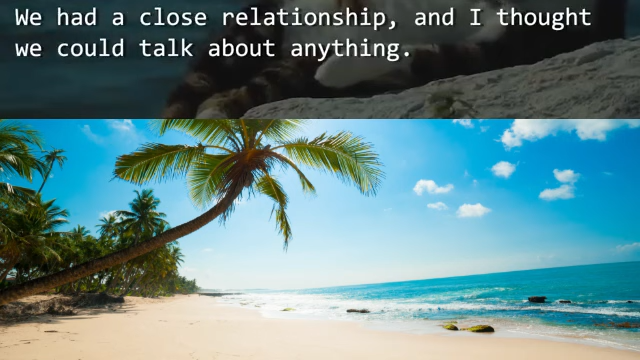 We had a close relationship, and I thought
we could talk about anything.